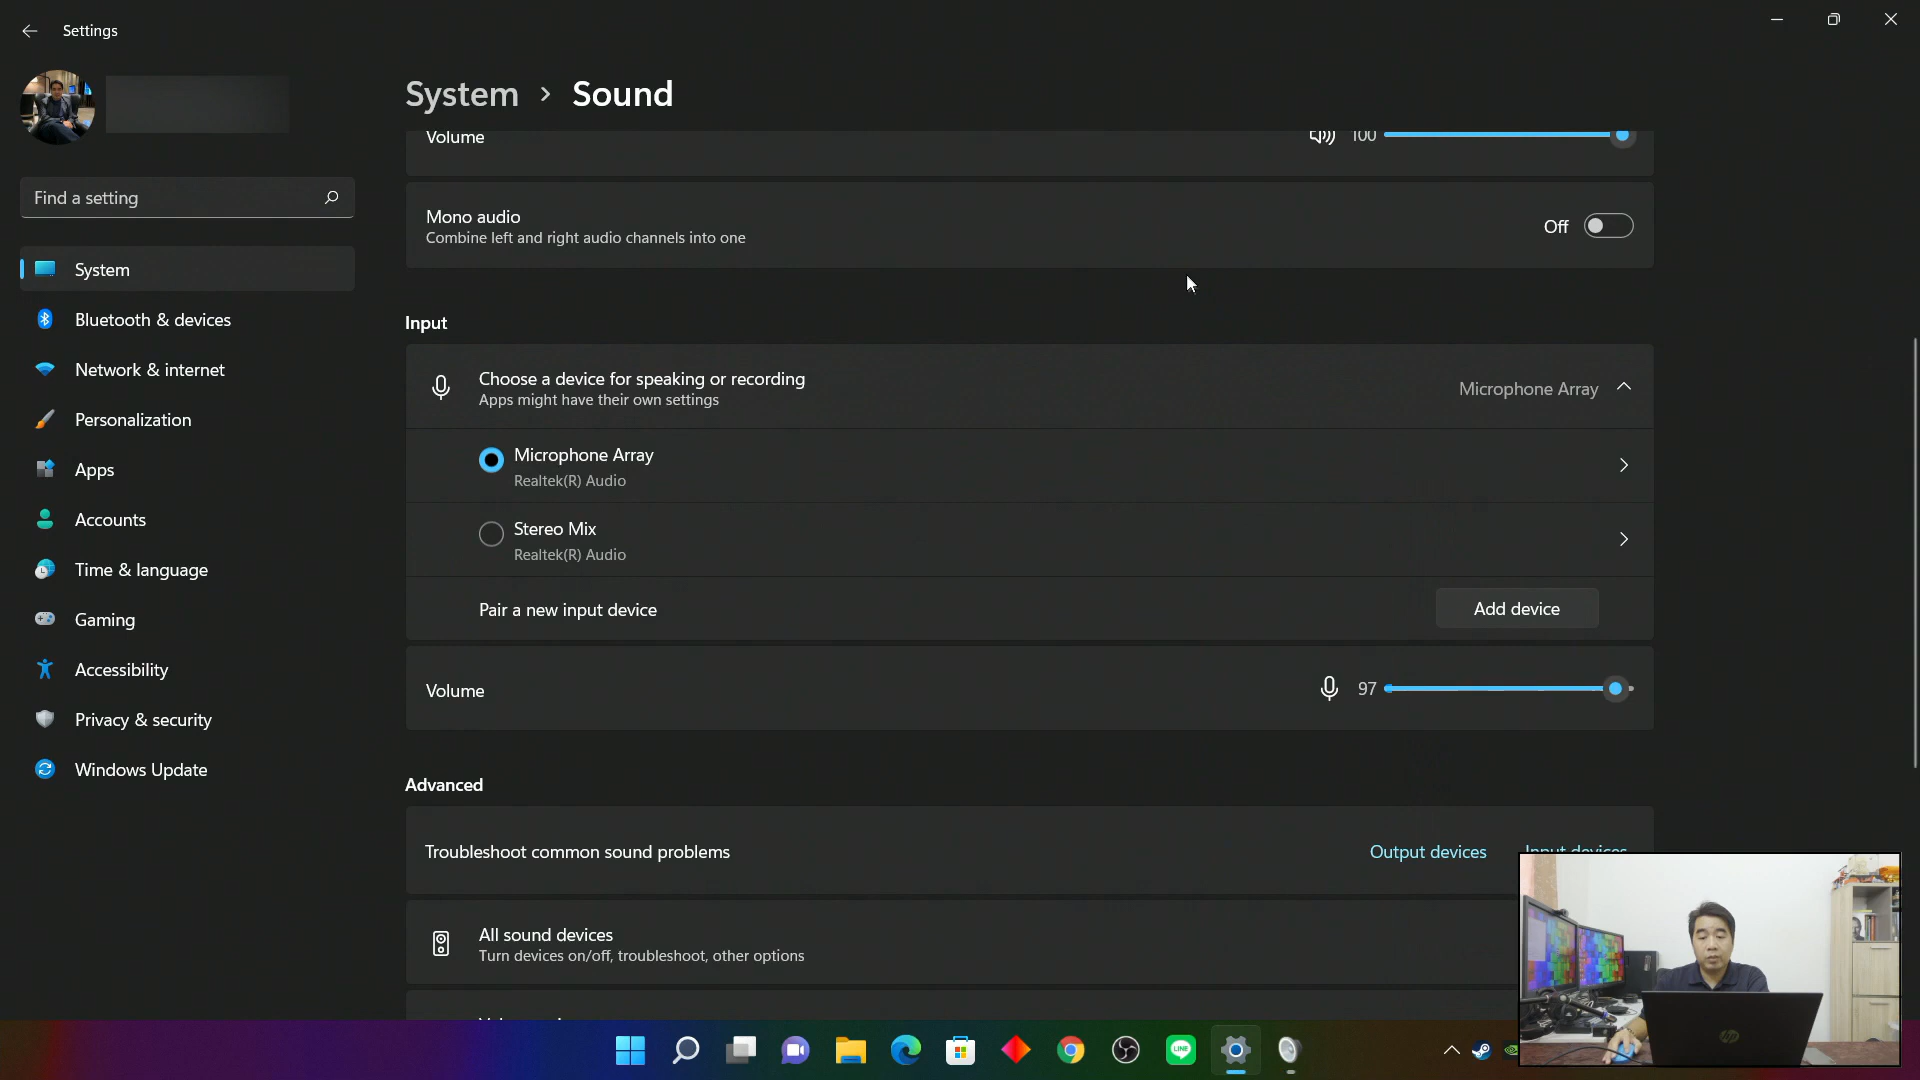 Settings
System > Sound
Find a setting
System
Bluetooth & devices
Network & internet
Personalization
Apps
Accounts
Time & language
Gaming
Accessibility
Privacy & security
Windows Update
Volume
100
Mono audio
Combine left and right audio channels into one
Off
Input
Choose a device for speaking or recording
Apps might have their own settings
Microphone Array
Microphone Array
Realtek(R) Audio
Stereo Mix
Realtek(R) Audio
Pair a new input device
Add device
Volume
97
Advanced
Troubleshoot common sound problems
Output devices
Input devices
All sound devices
Turn devices on/off, troubleshoot, other options
LINE
hp